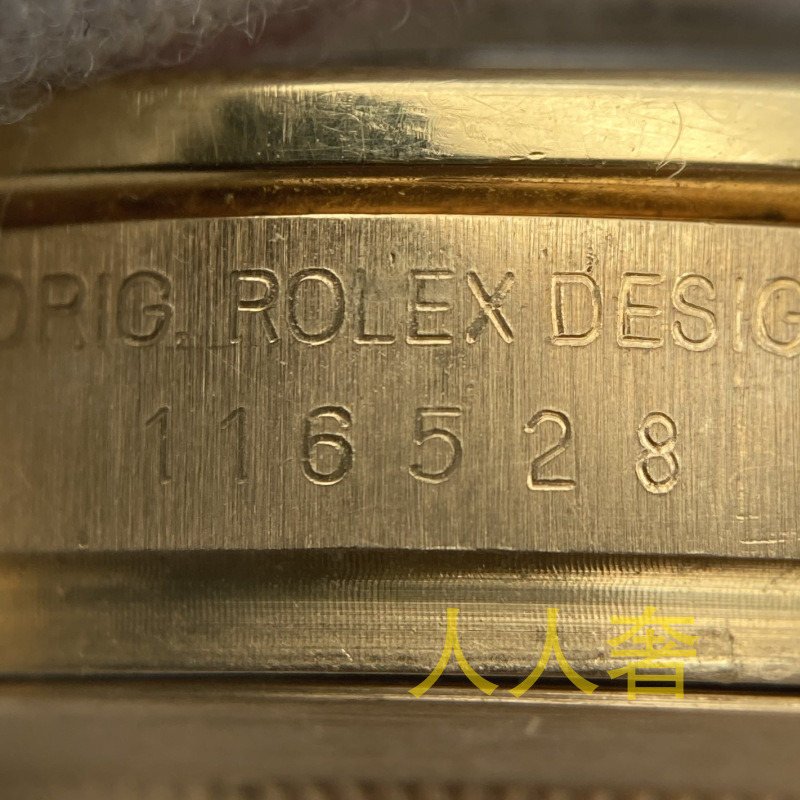 ORIG. ROLEX DESIG
116528
人人奢